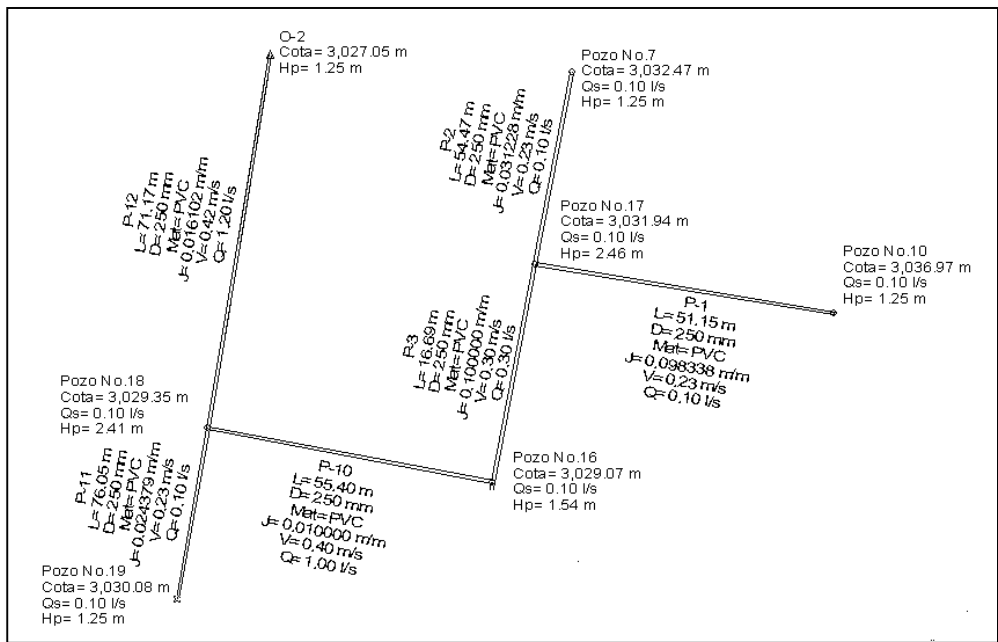 O-2
Cota= 3,027.05 m
Hp= 1.25 m
Pozo No.7
Cota= 3,032.47 m
Qs= 0.10 l/s
Hp= 1.25 m
P-2
L= 54.47 m
D= 250 mm
Mat= PVC
J= 0.031228 m/m
V= 0.23 m/s
Q= 0.10 l/s
P-12
L= 71.17 m
D= 250 mm
Mat= PVC
J= 0.016102 m/m
V= 0.42 m/s
Q= 1.20 l/s
Pozo No.17
Cota= 3,031.94 m
Qs= 0.10 l/s
Hp= 2.46 m
Pozo No.10
Cota= 3,036.97 m
Qs= 0.10 l/s
Hp= 1.25 m
P-1
L= 51.15 m
D= 250 mm
Mat= PVC
J= 0.098338 m/m
V= 0.23 m/s
Q= 0.10 l/s
P-3
L= 16.69 m
D= 250 mm
Mat= PVC
J= 0.100000 m/m
V= 0.30 m/s
Q= 0.30 l/s
Pozo No.18
Cota= 3,029.35 m
Qs= 0.10 l/s
Hp= 2.41 m
Pozo No.16
Cota= 3,029.07 m
Qs= 0.10 l/s
Hp= 1.54 m
P-10
L= 55.40 m
D= 250 mm
Mat= PVC
J= 0.010000 m/m
V= 0.40 m/s
Q= 1.00 l/s
P-11
L= 76.05 m
D= 250 mm
Mat= PVC
J= 0.024379 m/m
V= 0.23 m/s
Q= 0.10 l/s
Pozo No.19
Cota= 3,030.08 m
Qs= 0.10 l/s
Hp= 1.25 m